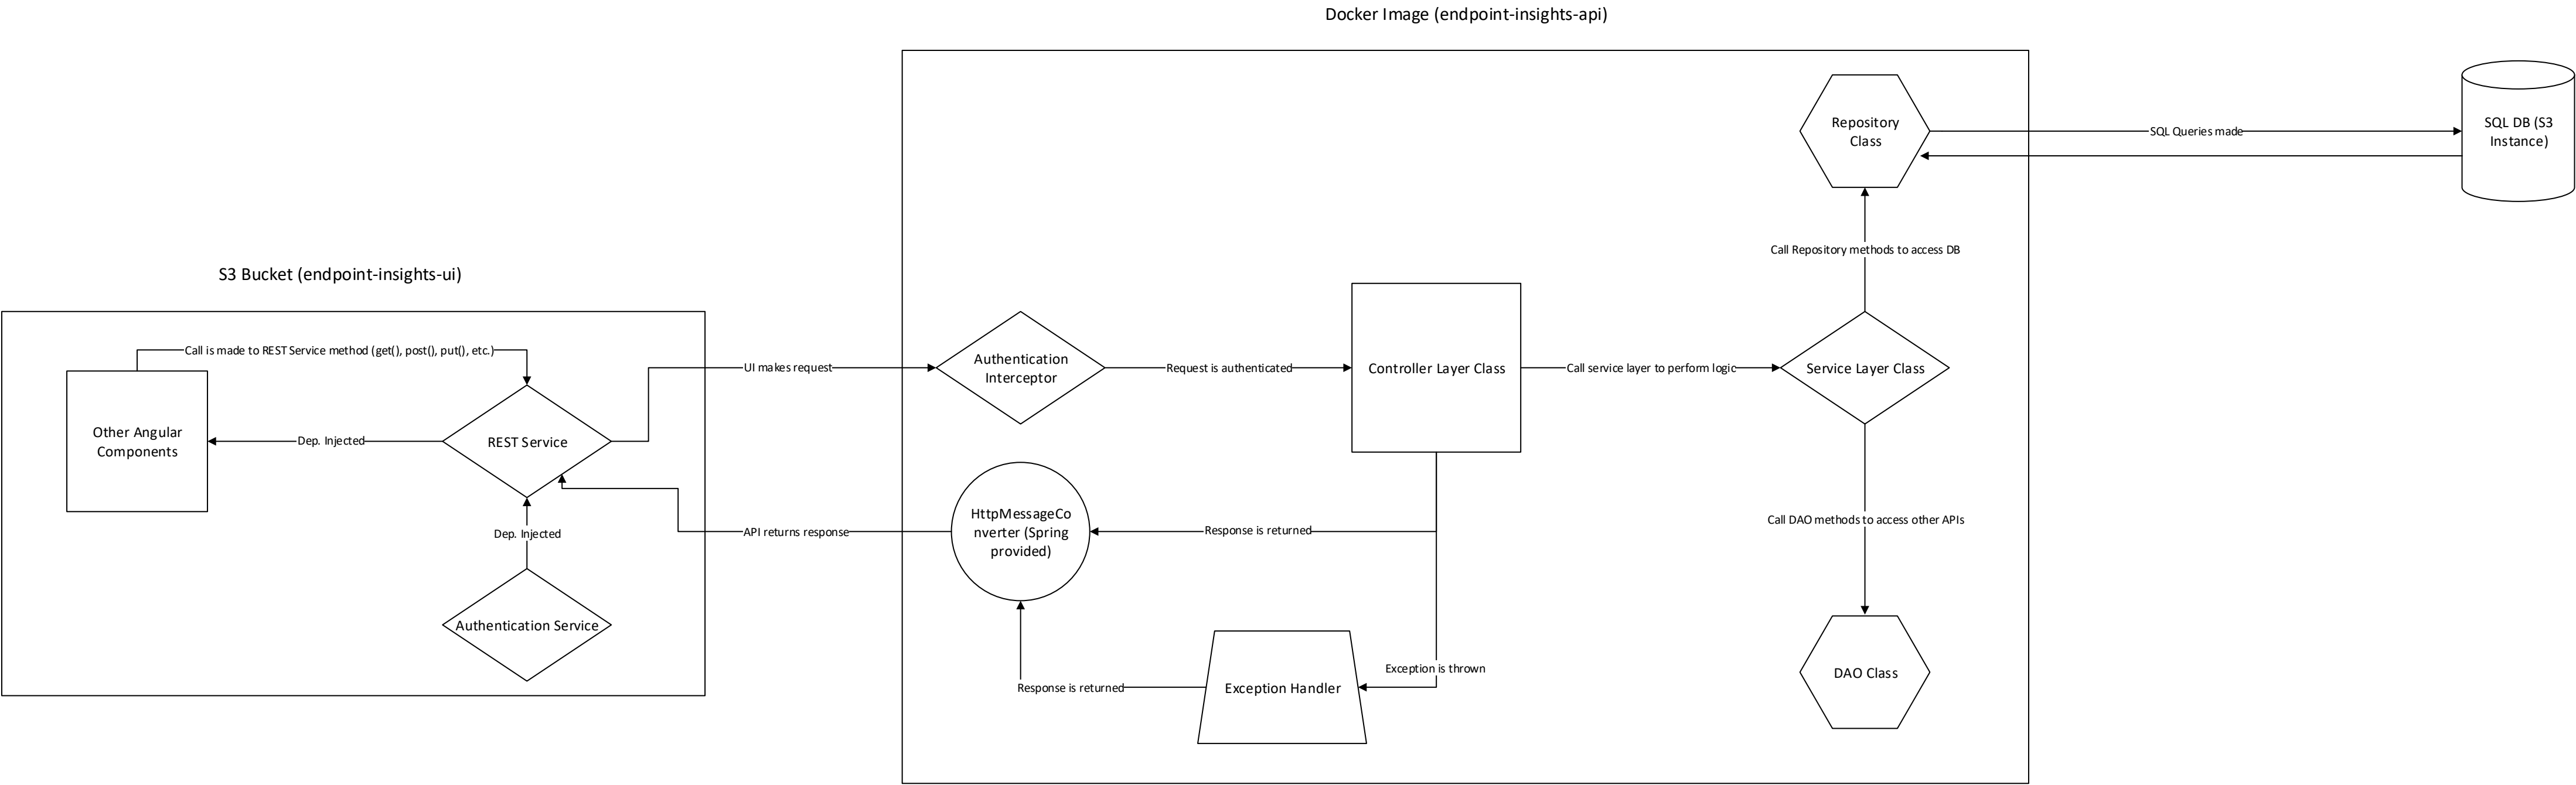 Docker Image (endpoint-insights-api)
Repository
Class
SQL Queries made
SQL DB (S3
Instance)
Call Repository methods to access DB
S3 Bucket (endpoint-insights-ui)
Call is made to REST Service method (get(), post(), put(), etc.)
Other Angular
Components
Dep. Injected
REST Service
Dep. Injected
Authentication Service
UI makes request
API returns response
Authentication
Interceptor
Request is authenticated
Controller Layer Class
Call service layer to perform logic
Service Layer Class
HttpMessageCo
nverter (Spring
provided)
Response is returned
Call DAO methods to access other APIs
Exception is thrown
Response is returned
Exception Handler
DAO Class